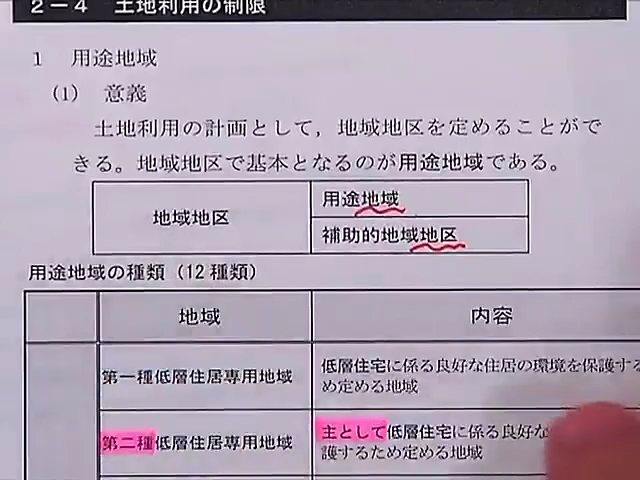 2－4 土地利用の制限
1 用途地域
(1) 意義
土地利用の計画として，地域地区を定めることがで
きる。地域地区で基本となるのが用途地域である。
地域地区
用途地域
補助的地域地区
用途地域の種類（12種類）
地域
内容
第一種低層住居専用地域
低層住宅に係る良好な住居の環境を保護する
め定める地域
第二種低層住居専用地域
主として低層住宅に係る良好な
護するため定める地域